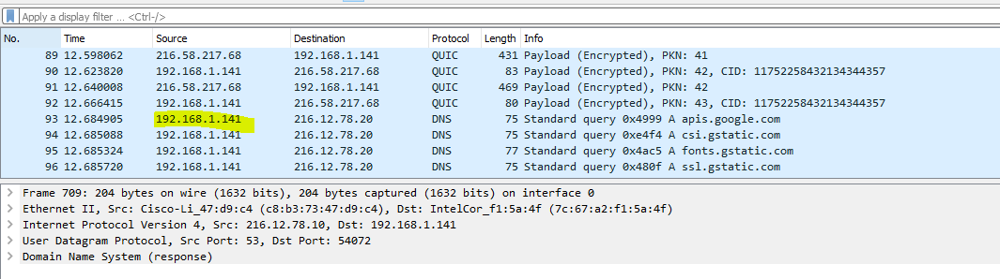 Apply a display filter ... <Ctrl-/>
No. Time Source Destination Protocol Length Info
89 12.598062 216.58.217.68 192.168.1.141 QUIC 431 Payload (Encrypted), PKN: 41
90 12.623820 192.168.1.141 216.58.217.68 QUIC 83 Payload (Encrypted), PKN: 42, CID: 11752258432134344357
91 12.640008 216.58.217.68 192.168.1.141 QUIC 469 Payload (Encrypted), PKN: 42
92 12.666415 192.168.1.141 216.58.217.68 QUIC 80 Payload (Encrypted), PKN: 43, CID: 11752258432134344357
93 12.684905 192.168.1.141 216.12.78.20 DNS 75 Standard query 0x4999 A apis.google.com
94 12.685088 192.168.1.141 216.12.78.20 DNS 75 Standard query 0xe4f4 A csi.gstatic.com
95 12.685324 192.168.1.141 216.12.78.20 DNS 77 Standard query 0x4ac5 A fonts.gstatic.com
96 12.685720 192.168.1.141 216.12.78.20 DNS 75 Standard query 0x480f A ssl.gstatic.com
Frame 709: 204 bytes on wire (1632 bits), 204 bytes captured (1632 bits) on interface 0
Ethernet II, Src: Cisco-Li_47:d9:c4 (c8:b3:73:47:d9:c4), Dst: IntelCor_f1:5a:4f (7c:67:a2:f1:5a:4f)
Internet Protocol Version 4, Src: 216.12.78.10, Dst: 192.168.1.141
User Datagram Protocol, Src Port: 53, Dst Port: 54072
Domain Name System (response)